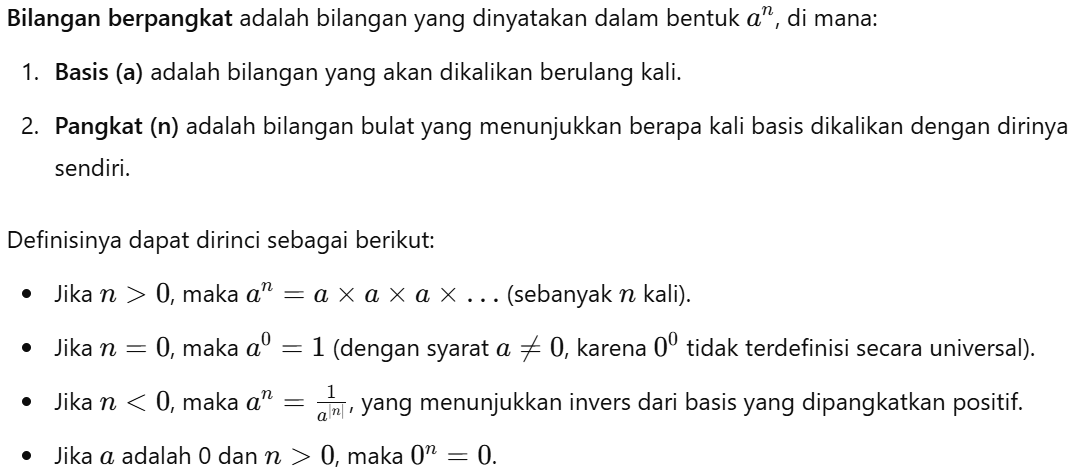 Bilangan berpangkat adalah bilangan yang dinyatakan dalam bentuk $a^n$, di mana:
1. Basis (a) adalah bilangan yang akan dikalikan berulang kali.
2. Pangkat (n) adalah bilangan bulat yang menunjukkan berapa kali basis dikalikan dengan dirinya
sendiri.
Definisinya dapat dirinci sebagai berikut:
• Jika $n > 0$, maka $a^n = a \times a \times a \times \ldots$ (sebanyak $n$ kali).
• Jika $n = 0$, maka $a^0 = 1$ (dengan syarat $a \neq 0$, karena $0^0$ tidak terdefinisi secara universal).
• Jika $n < 0$, maka $a^n = \frac{1}{a^{|n|}}$, yang menunjukkan invers dari basis yang dipangkatkan positif.
• Jika $a$ adalah 0 dan $n > 0$, maka $0^n = 0$.